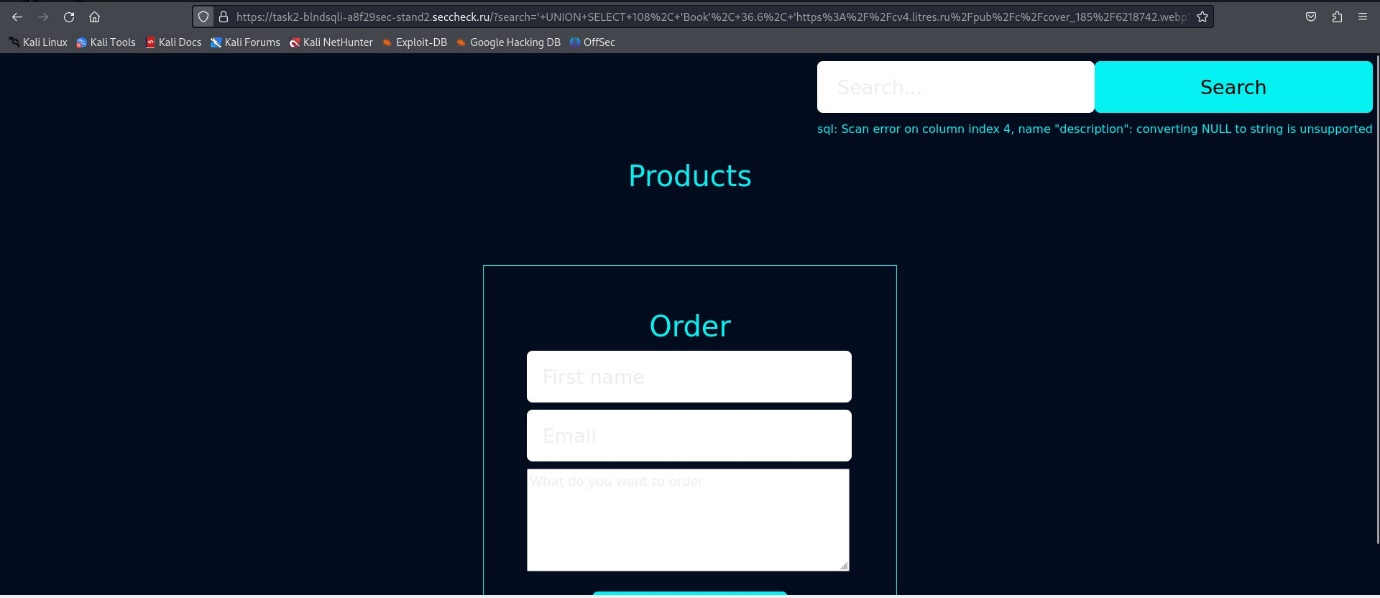 https://task2-blndsqli-a8f29sec-stand2.seccheck.ru/?search='+UNION+SELECT+108%2C+'Book'%2C+36.6%2C+'https%3A%2F%2Fcv4.litres.ru%2Fpub%2Fc%2Fcover_185%2F6218742.webp'
Kali Linux Kali Tools Kali Docs Kali Forums Kali NetHunter Exploit-DB Google Hacking DB OffSec
Search... Search
sql: Scan error on column index 4, name "description": converting NULL to string is unsupported
Products
Order
First name
Email
What do you want to order